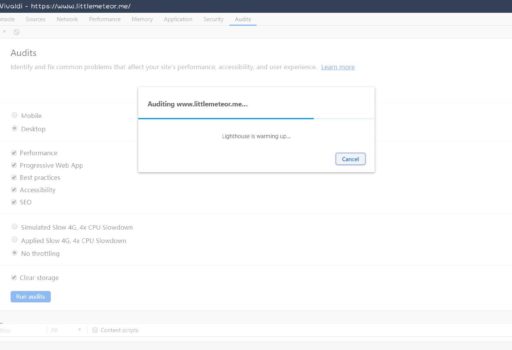 Vivaldi - https://www.littlemeteor.me/
Sources Network Performance Memory Application Security Audits
Audits
Identify and fix common problems that affect your site's performance, accessibility, and user experience. Learn more
Auditing www.littlemeteor.me...
Lighthouse is warming up...
Cancel
Mobile
Desktop
Performance
Progressive Web App
Best practices
Accessibility
SEO
Simulated Slow 4G, 4x CPU Slowdown
Applied Slow 4G, 4x CPU Slowdown
No throttling
Clear storage
Run audits
Content scripts